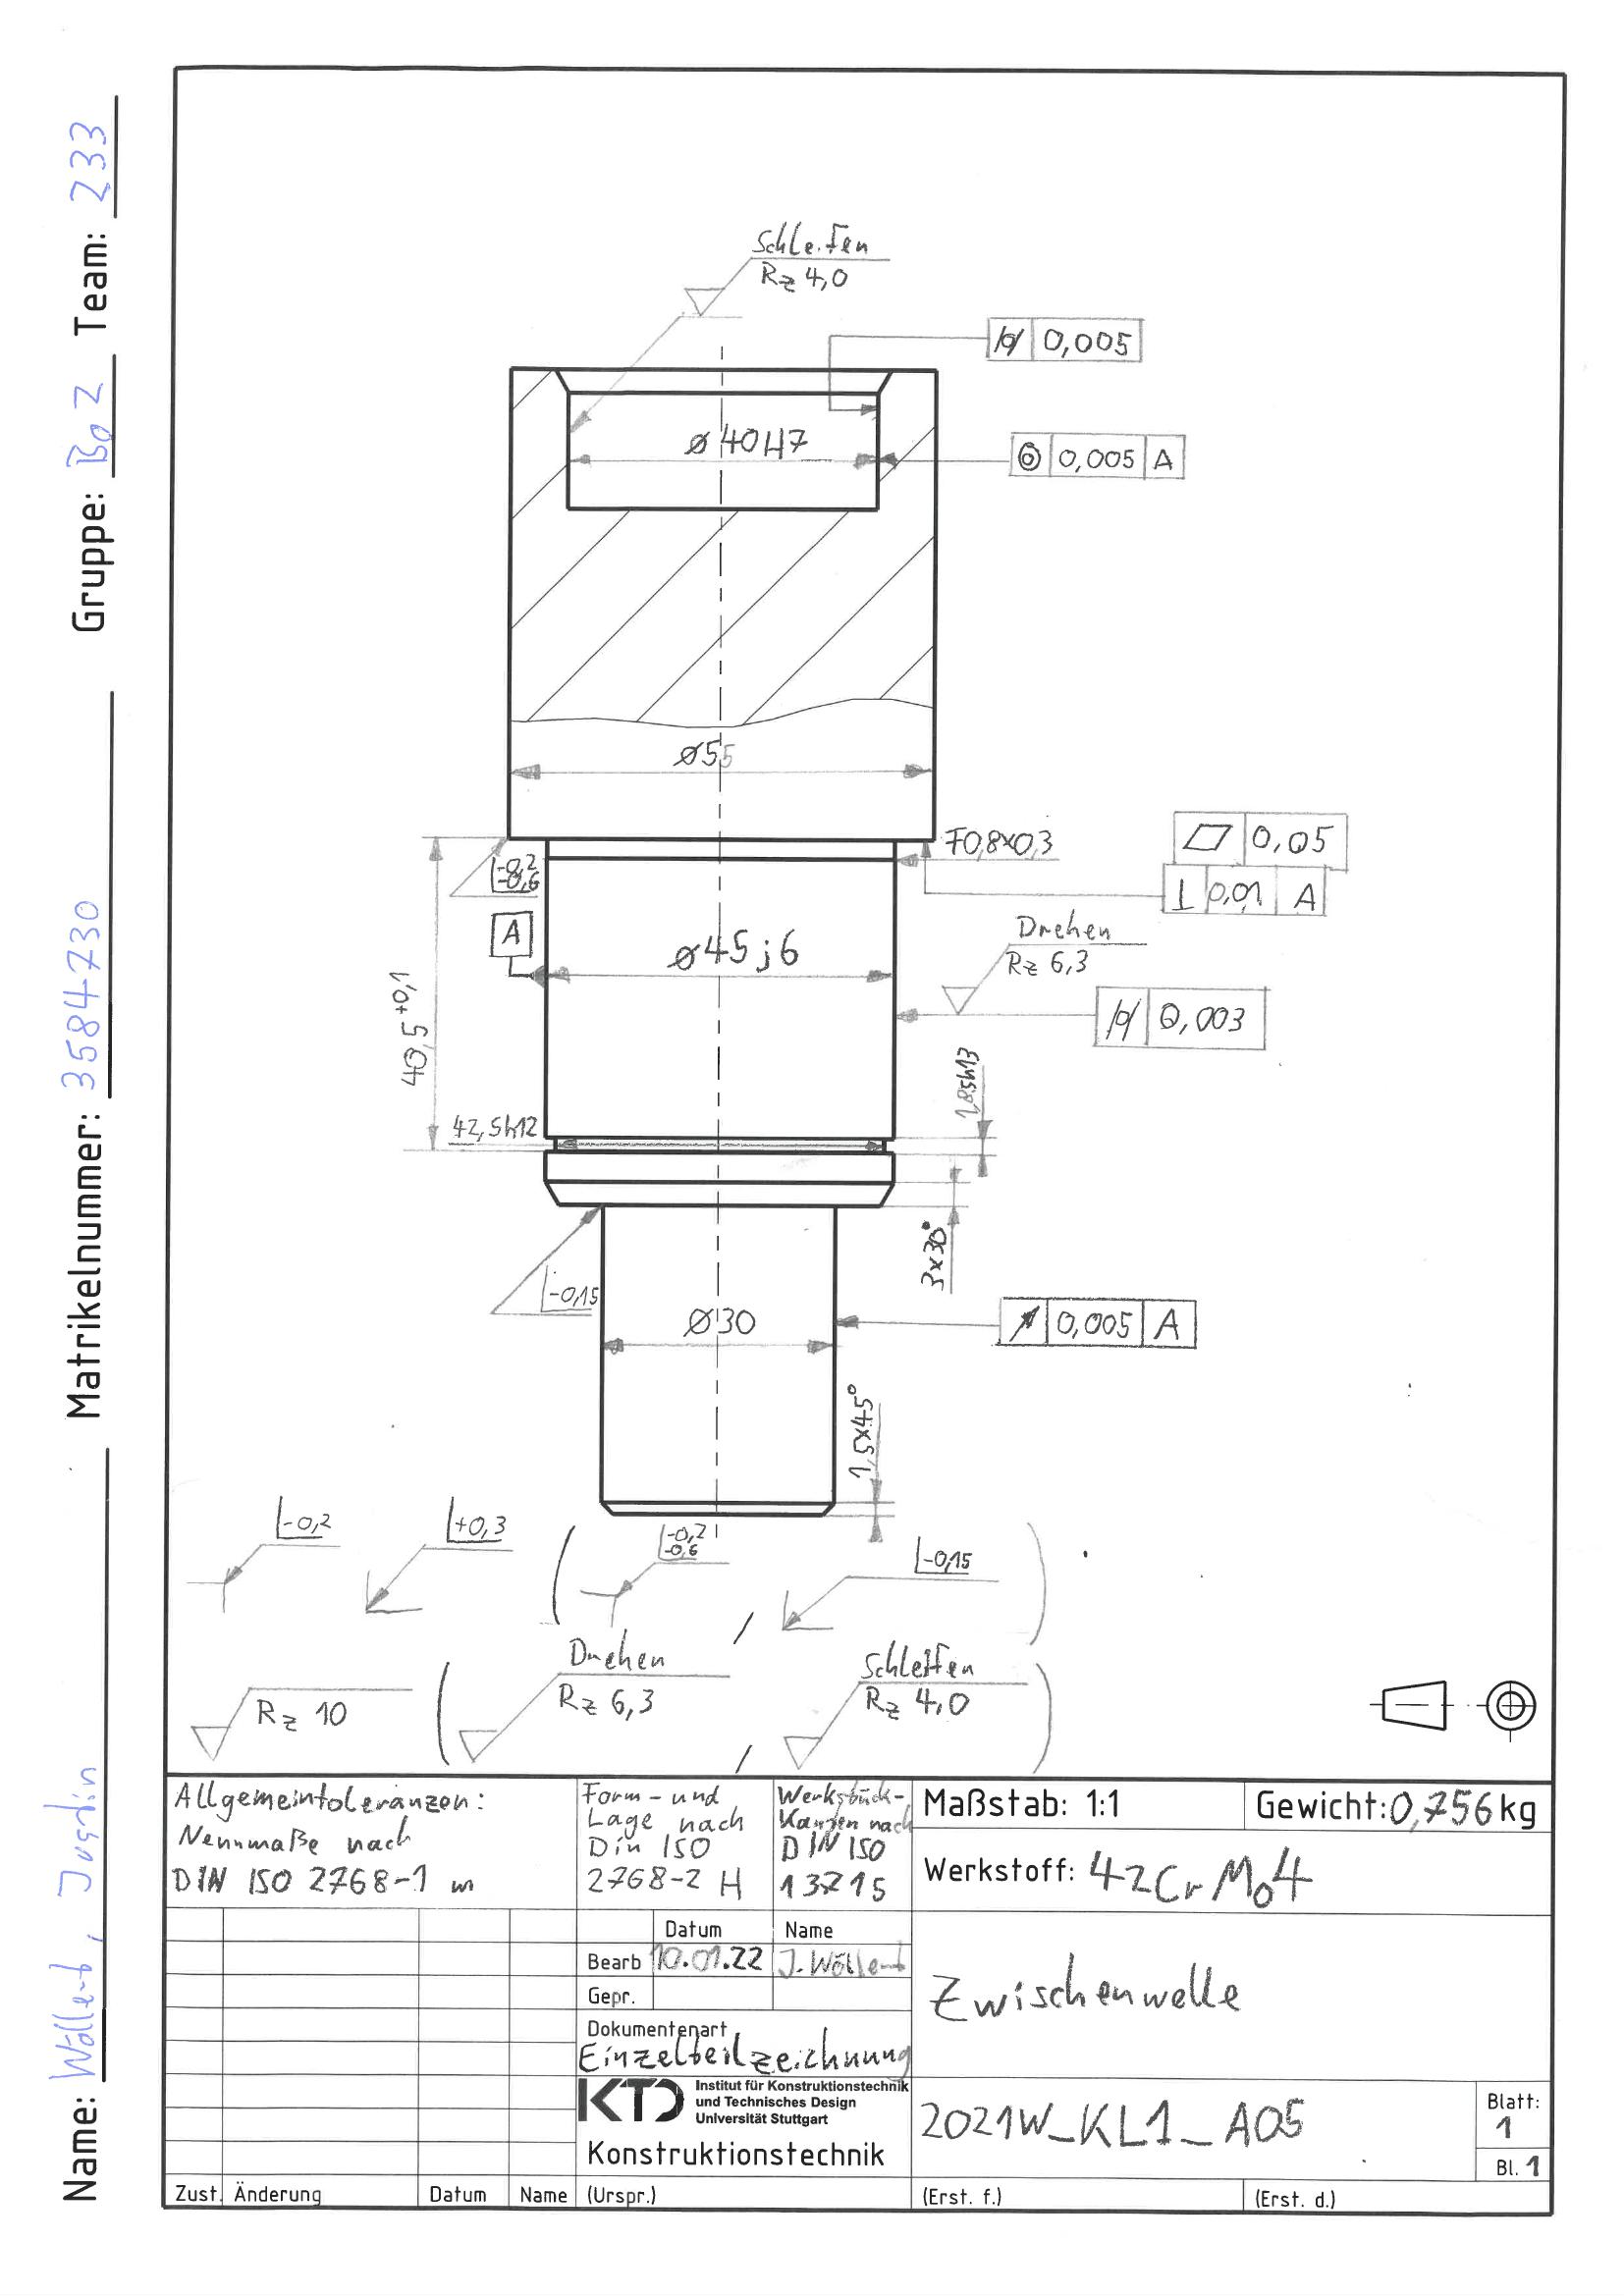 Name: Wöllert, Justin Matrikelnummer: 3584730 Gruppe: Bo2 Team: 233
Schleifen
Rz 4,0
0,005
⌀40H7
◎ 0,005 A
⌀55
F0,8x0,3
▱ 0,05
⊥ 0,01 A
-0,2
-0,6
A
⌀45 j6
Drehen
Rz 6,3
0,003
40,5 +0,1
42,5h12
1,85h13
3x30°
-0,15
⌀30
0,005 A
1,5x45°
-0,2 +0,3 ( -0,2
-0,6 , -0,15 )
Rz 10 ( Drehen
Rz 6,3 , Schleifen
Rz 4,0 )
Allgemeintoleranzen:
Nennmaße nach
DIN ISO 2768-1 m
Form- und
Lage nach
Din ISO
2768-2 H
Werkstück-
Kanten nach
DIN ISO
13715
Maßstab: 1:1
Gewicht: 0,756 kg
Werkstoff: 42CrMo4
Datum Name
Bearb 10.01.22 J. Wöllert
Gepr.
Dokumentenart
Einzelteilzeichnung
Zwischenwelle
KTD Institut für Konstruktionstechnik
und Technisches Design
Universität Stuttgart
Konstruktionstechnik
2021W_KL1_A05
Blatt:
1
Bl. 1
Zust. Änderung Datum Name (Urspr.) (Erst. f.) (Erst. d.)